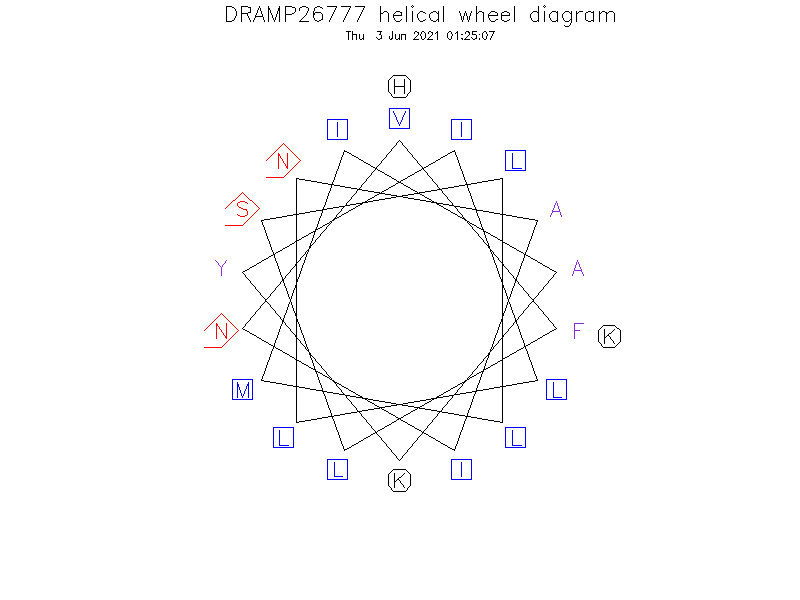 DRAMP26777 helical wheel diagram
Thu 3 Jun 2021 01:25:07
H
I V I
N L
S A
Y A
N F K
M L
L L
L K I